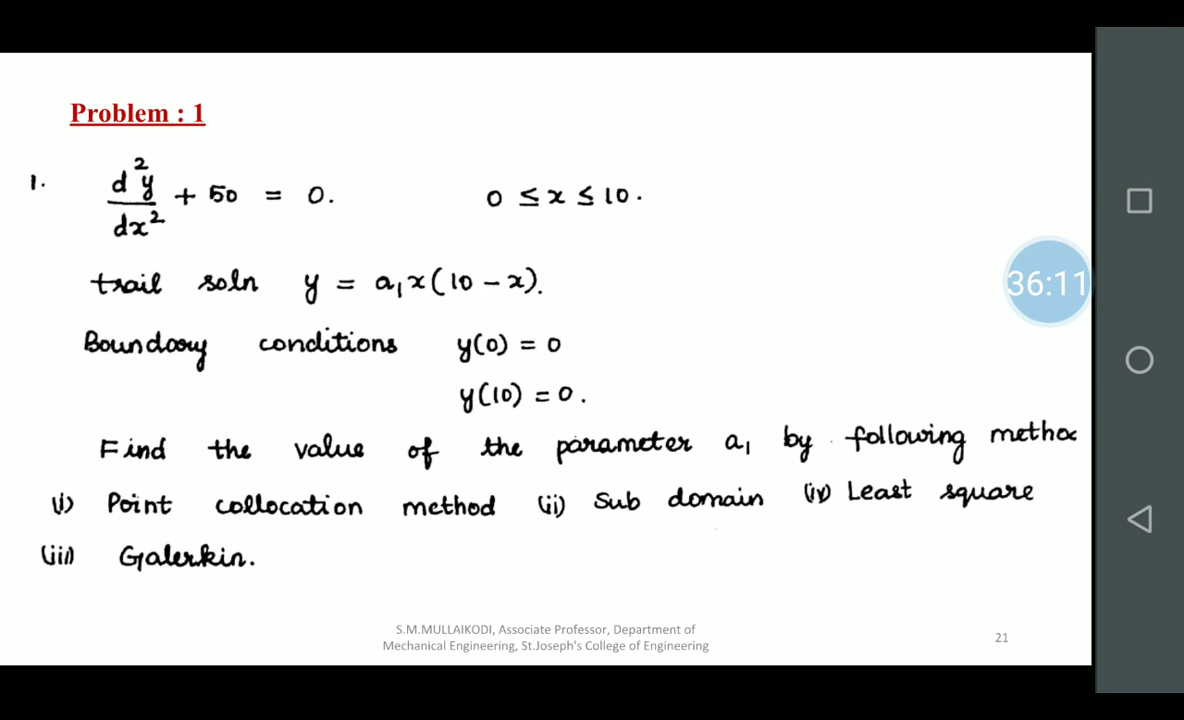 Problem : 1
1. d²y/dx² + 50 = 0. 0 ≤ x ≤ 10.
trail soln y = a₁x(10 − x).
Boundary conditions y(0) = 0
y(10) = 0.
Find the value of the parameter a₁ by following method
i) Point collocation method (ii) Sub domain (iv) Least square
(iii) Galerkin.
36:11
S.M.MULLAIKODI, Associate Professor, Department of
Mechanical Engineering, St.Joseph's College of Engineering
21